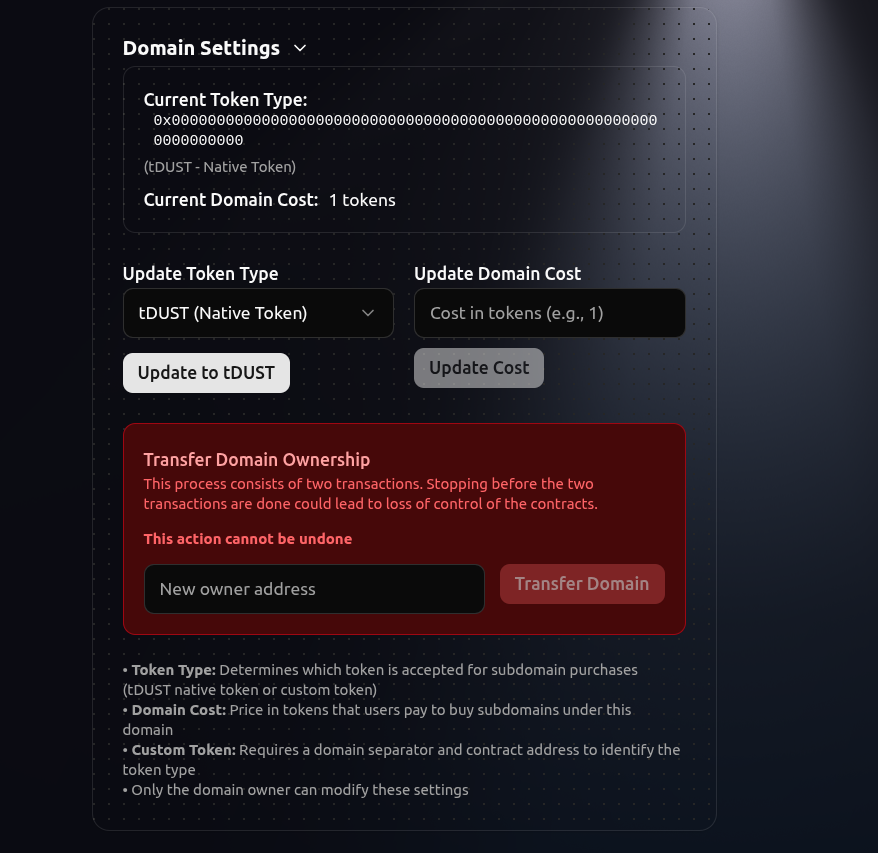 Domain Settings
Current Token Type:
0x00000000000000000000000000000000000000000000000000000
0000000000
(tDUST - Native Token)
Current Domain Cost: 1 tokens
Update Token Type
Update Domain Cost
tDUST (Native Token)
Cost in tokens (e.g., 1)
Update to tDUST
Update Cost
Transfer Domain Ownership
This process consists of two transactions. Stopping before the two
transactions are done could lead to loss of control of the contracts.
This action cannot be undone
New owner address
Transfer Domain
• Token Type: Determines which token is accepted for subdomain purchases
(tDUST native token or custom token)
• Domain Cost: Price in tokens that users pay to buy subdomains under this
domain
• Custom Token: Requires a domain separator and contract address to identify the
token type
• Only the domain owner can modify these settings